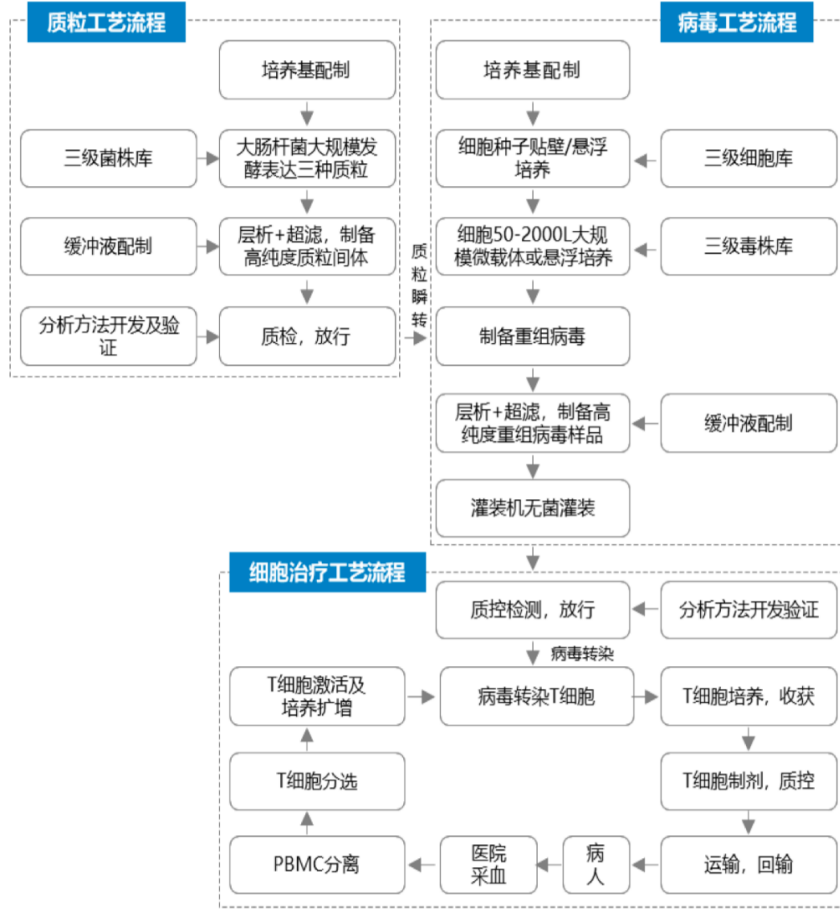 质粒工艺流程
培养基配制
三级菌株库
大肠杆菌大规模发
酵表达三种质粒
缓冲液配制
层析+超滤，制备
高纯度质粒间体
分析方法开发及验
证
质检，放行
质粒瞬转
病毒工艺流程
培养基配制
细胞种子贴壁/悬浮
培养
三级细胞库
细胞50-2000L大规
模微载体或悬浮培养
三级毒株库
制备重组病毒
层析+超滤，制备高
纯度重组病毒样品
缓冲液配制
灌装机无菌灌装
细胞治疗工艺流程
质控检测，放行
分析方法开发验证
病毒转染
T细胞激活及
培养扩增
病毒转染T细胞
T细胞培养，收获
T细胞分选
T细胞制剂，质控
PBMC分离
医院
采血
病
人
运输，回输